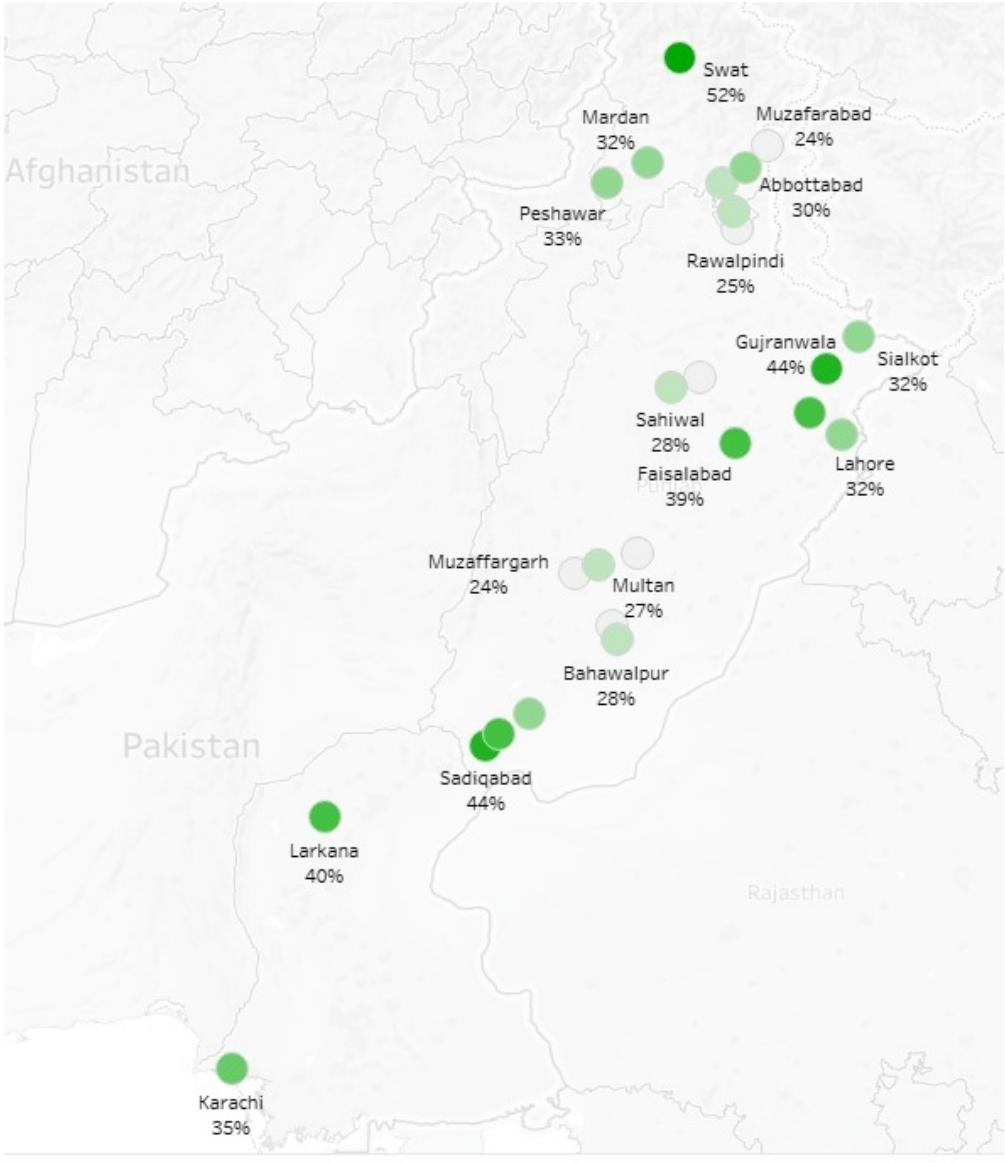 Swat
52%
Mardan
32%
Muzafarabad
24%
Afghanistan
Abbottabad
30%
Peshawar
33%
Rawalpindi
25%
Gujranwala
44%
Sialkot
32%
Sahiwal
28%
Lahore
32%
Faisalabad
39%
Punjab
Muzaffargarh
24%
Multan
27%
Bahawalpur
28%
Pakistan
Sadiqabad
44%
Larkana
40%
Rajasthan
Karachi
35%